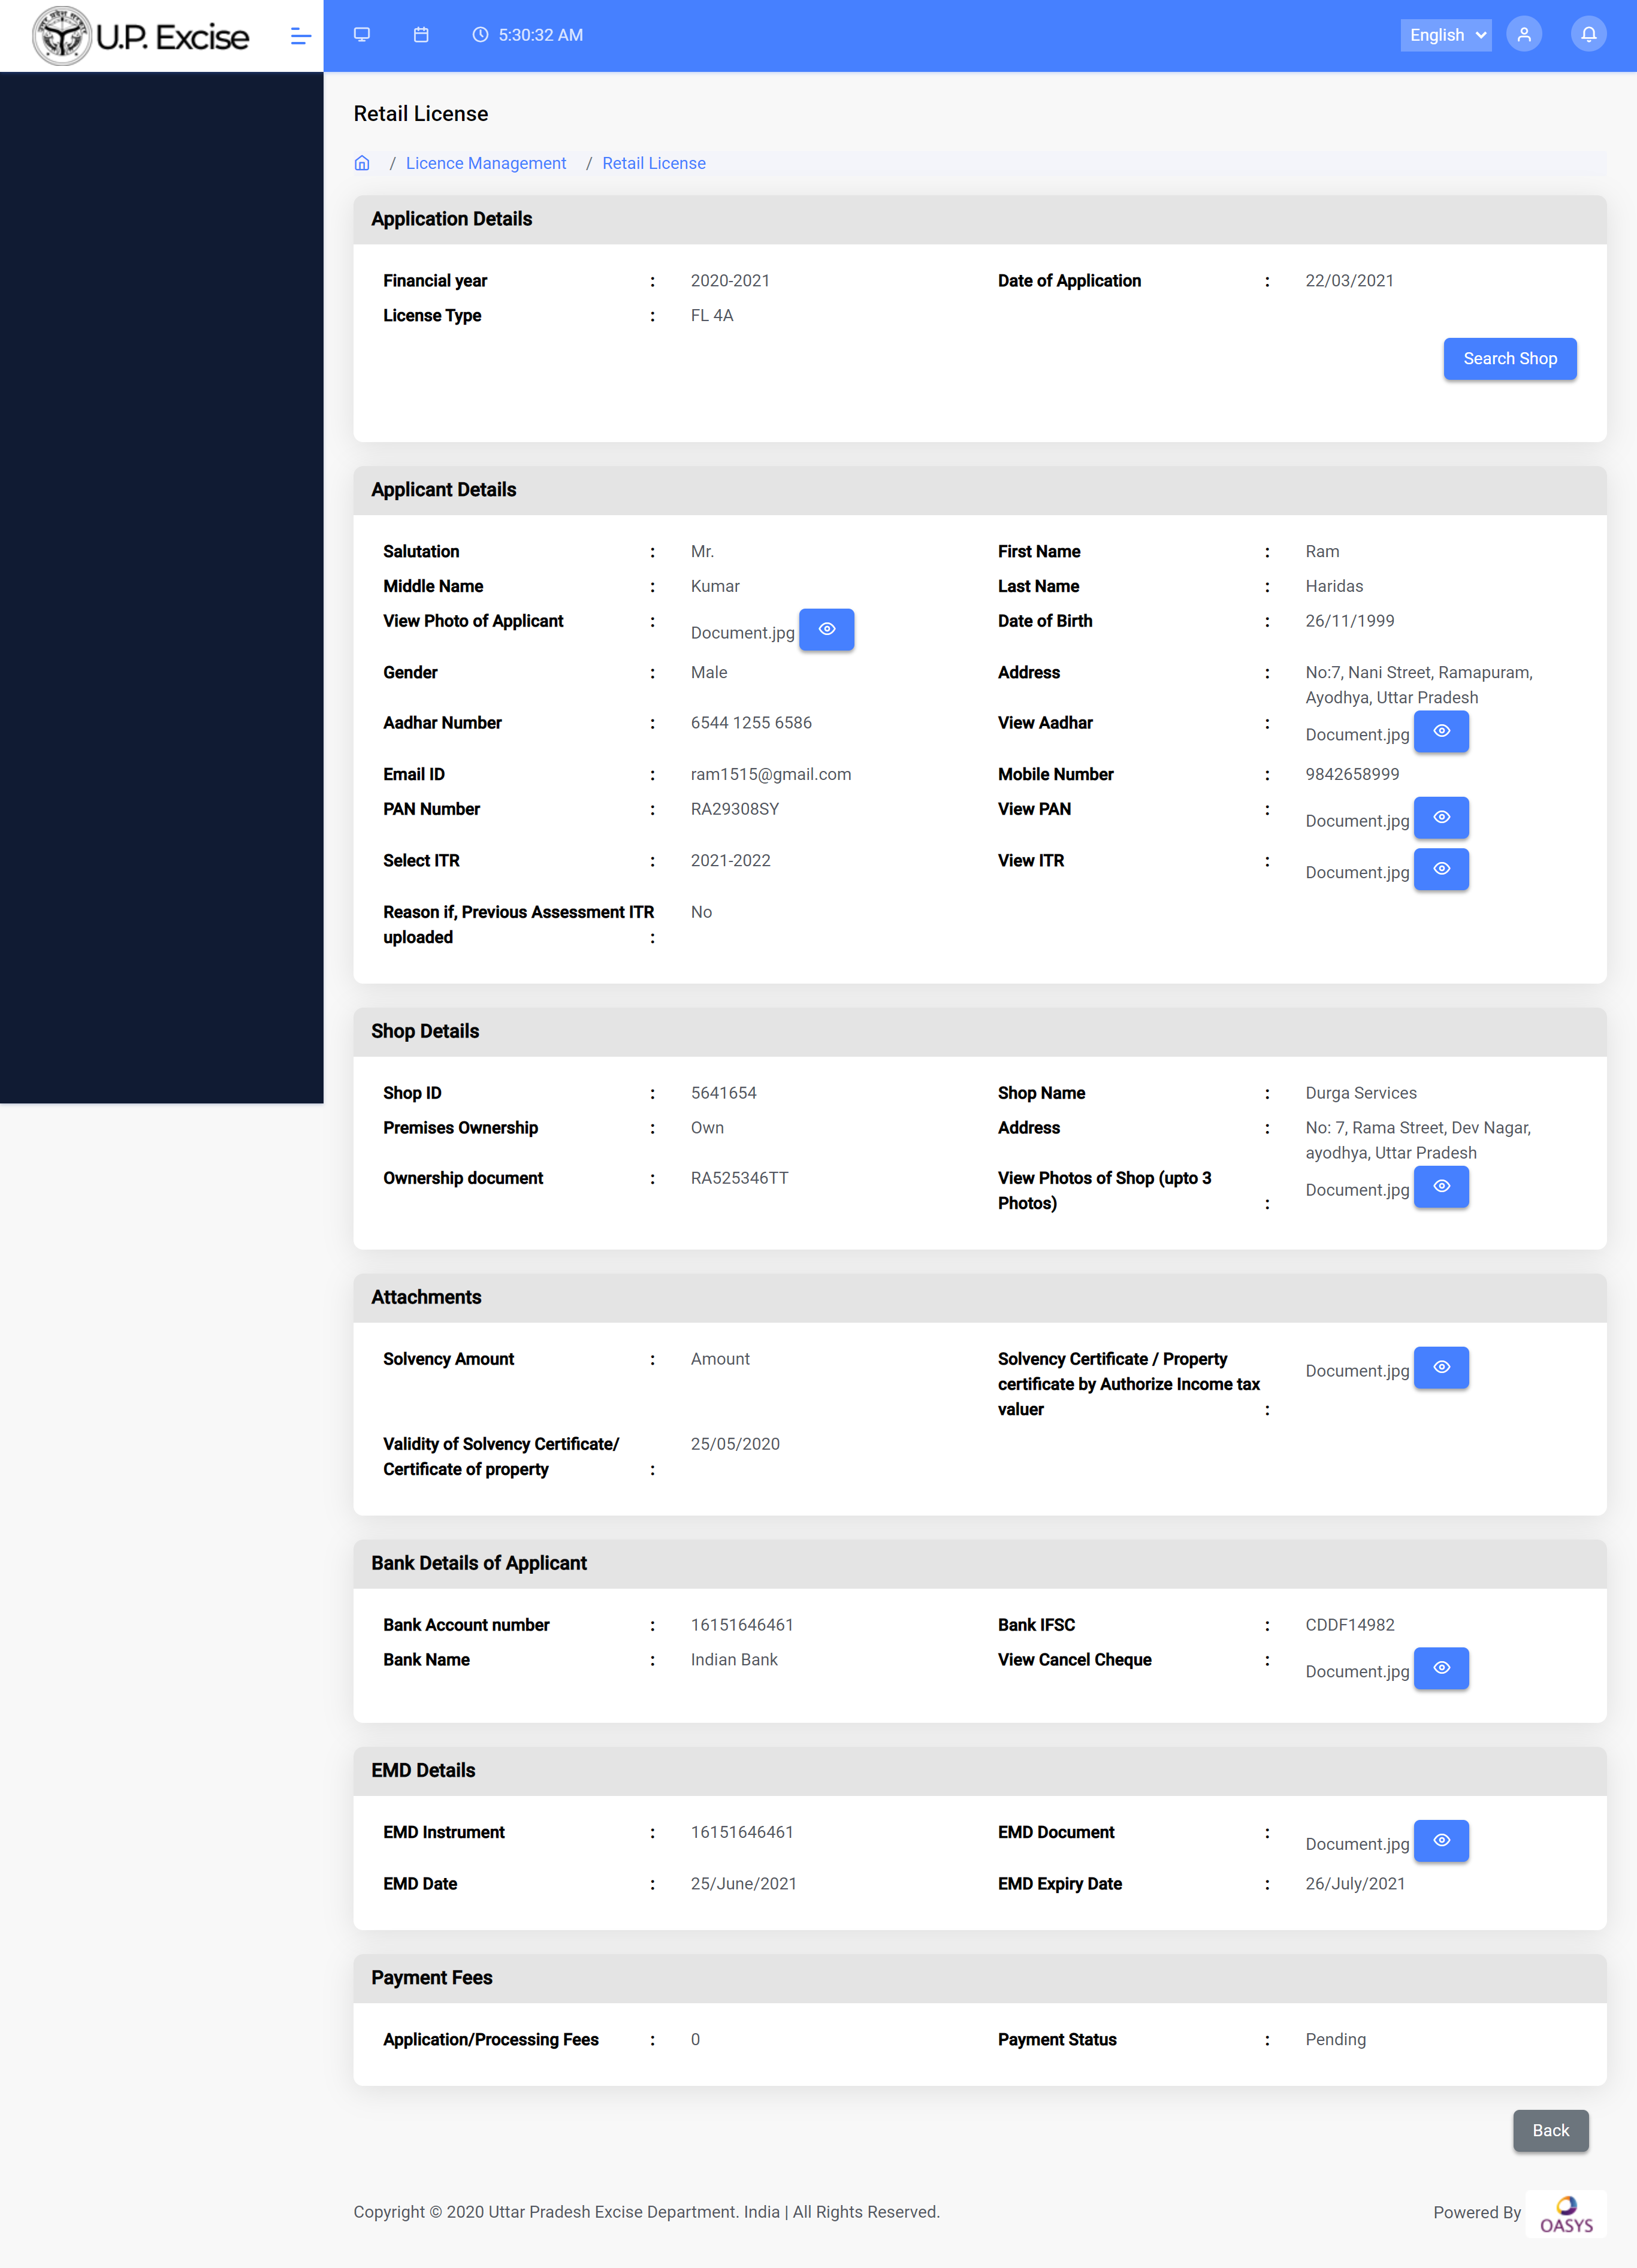 U.P. Excise
5:30:32 AM
English
Retail License
/ Licence Management / Retail License
Application Details
Financial year : 2020-2021 Date of Application : 22/03/2021
License Type : FL 4A
Search Shop
Applicant Details
Salutation : Mr. First Name : Ram
Middle Name : Kumar Last Name : Haridas
View Photo of Applicant : Document.jpg Date of Birth : 26/11/1999
Gender : Male Address : No:7, Nani Street, Ramapuram,
Ayodhya, Uttar Pradesh
Aadhar Number : 6544 1255 6586 View Aadhar : Document.jpg
Email ID : ram1515@gmail.com Mobile Number : 9842658999
PAN Number : RA29308SY View PAN : Document.jpg
Select ITR : 2021-2022 View ITR : Document.jpg
Reason if, Previous Assessment ITR No
uploaded :
Shop Details
Shop ID : 5641654 Shop Name : Durga Services
Premises Ownership : Own Address : No: 7, Rama Street, Dev Nagar,
ayodhya, Uttar Pradesh
Ownership document : RA525346TT View Photos of Shop (upto 3 Document.jpg
Photos) :
Attachments
Solvency Amount : Amount Solvency Certificate / Property Document.jpg
certificate by Authorize Income tax
valuer :
Validity of Solvency Certificate/ 25/05/2020
Certificate of property :
Bank Details of Applicant
Bank Account number : 16151646461 Bank IFSC : CDDF14982
Bank Name : Indian Bank View Cancel Cheque : Document.jpg
EMD Details
EMD Instrument : 16151646461 EMD Document : Document.jpg
EMD Date : 25/June/2021 EMD Expiry Date : 26/July/2021
Payment Fees
Application/Processing Fees : 0 Payment Status : Pending
Back
Copyright © 2020 Uttar Pradesh Excise Department. India | All Rights Reserved. Powered By OASYS